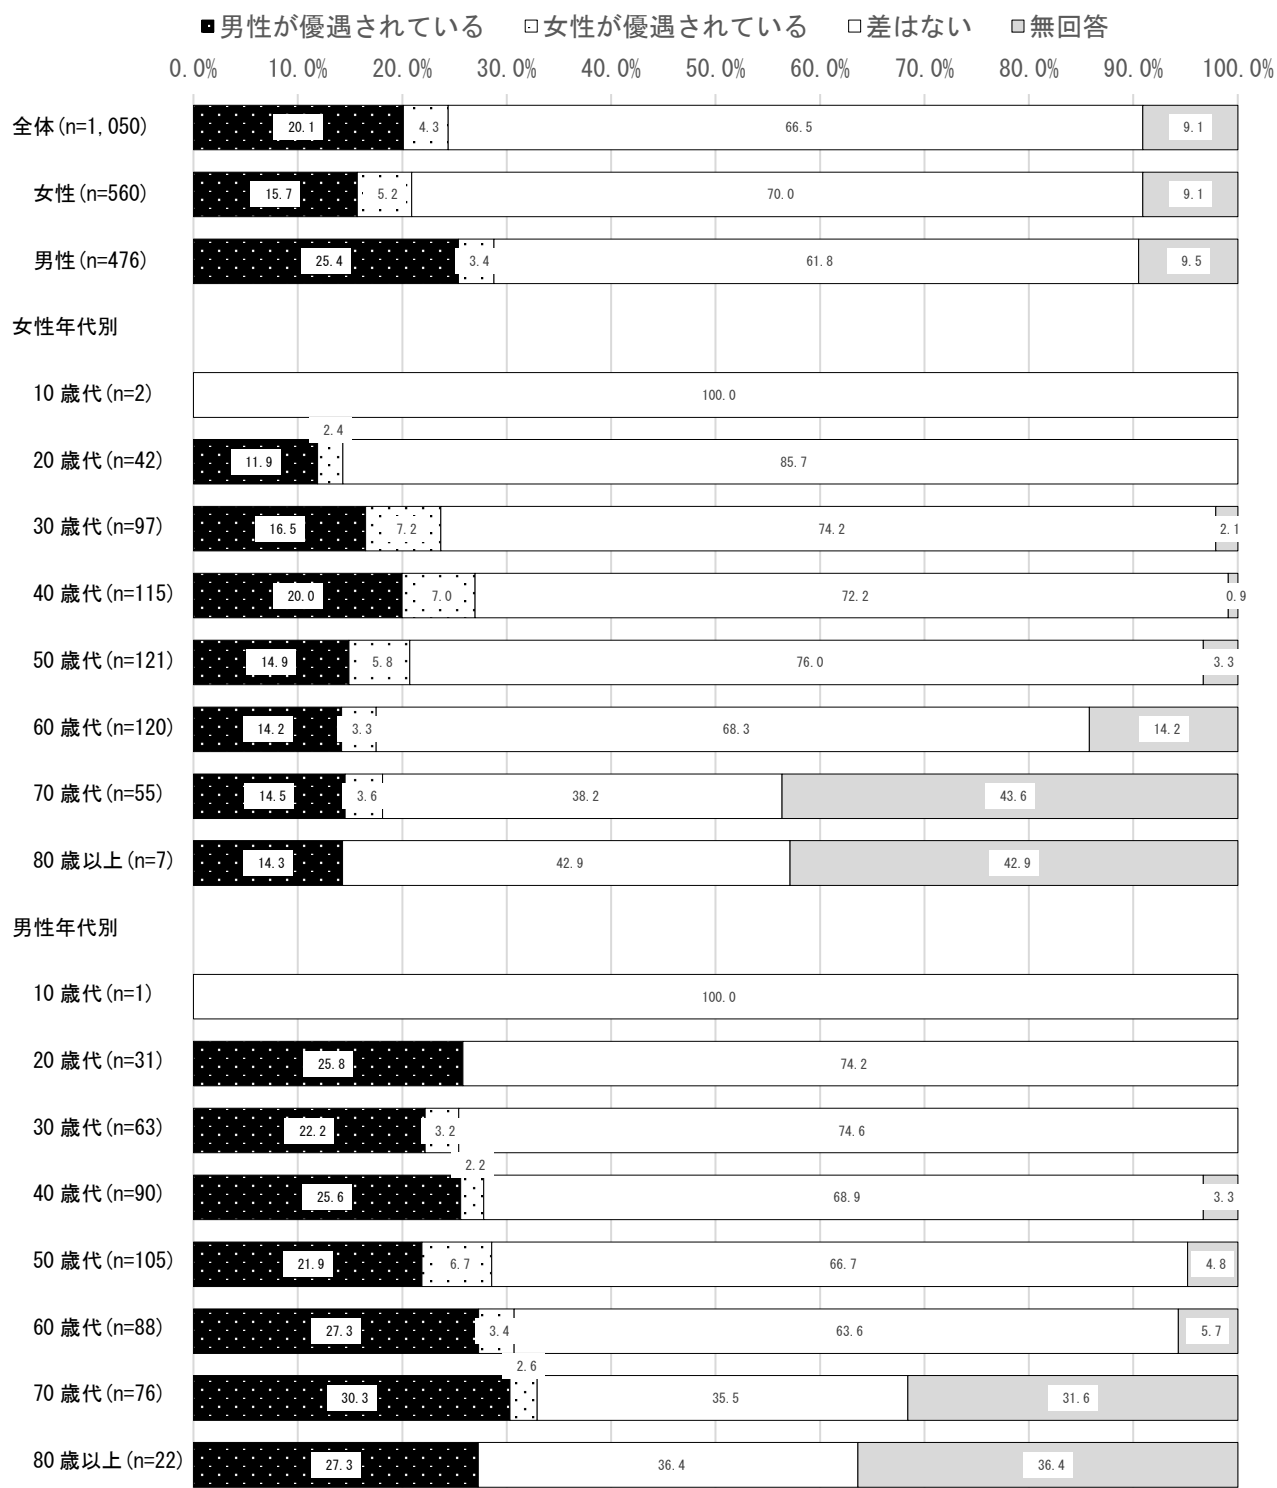 男性が優遇されている 女性が優遇されている 差はない 無回答
0.0% 10.0% 20.0% 30.0% 40.0% 50.0% 60.0% 70.0% 80.0% 90.0% 100.0%
全体(n=1,050) 20.1 4.3 66.5 9.1
女性(n=560) 15.7 5.2 70.0 9.1
男性(n=476) 25.4 3.4 61.8 9.5
女性年代別
10歳代(n=2) 100.0
20歳代(n=42) 11.9 2.4 85.7
30歳代(n=97) 16.5 7.2 74.2 2.1
40歳代(n=115) 20.0 7.0 72.2 0.9
50歳代(n=121) 14.9 5.8 76.0 3.3
60歳代(n=120) 14.2 3.3 68.3 14.2
70歳代(n=55) 14.5 3.6 38.2 43.6
80歳以上(n=7) 14.3 42.9 42.9
男性年代別
10歳代(n=1) 100.0
20歳代(n=31) 25.8 74.2
30歳代(n=63) 22.2 3.2 74.6
40歳代(n=90) 25.6 2.2 68.9 3.3
50歳代(n=105) 21.9 6.7 66.7 4.8
60歳代(n=88) 27.3 3.4 63.6 5.7
70歳代(n=76) 30.3 2.6 35.5 31.6
80歳以上(n=22) 27.3 36.4 36.4